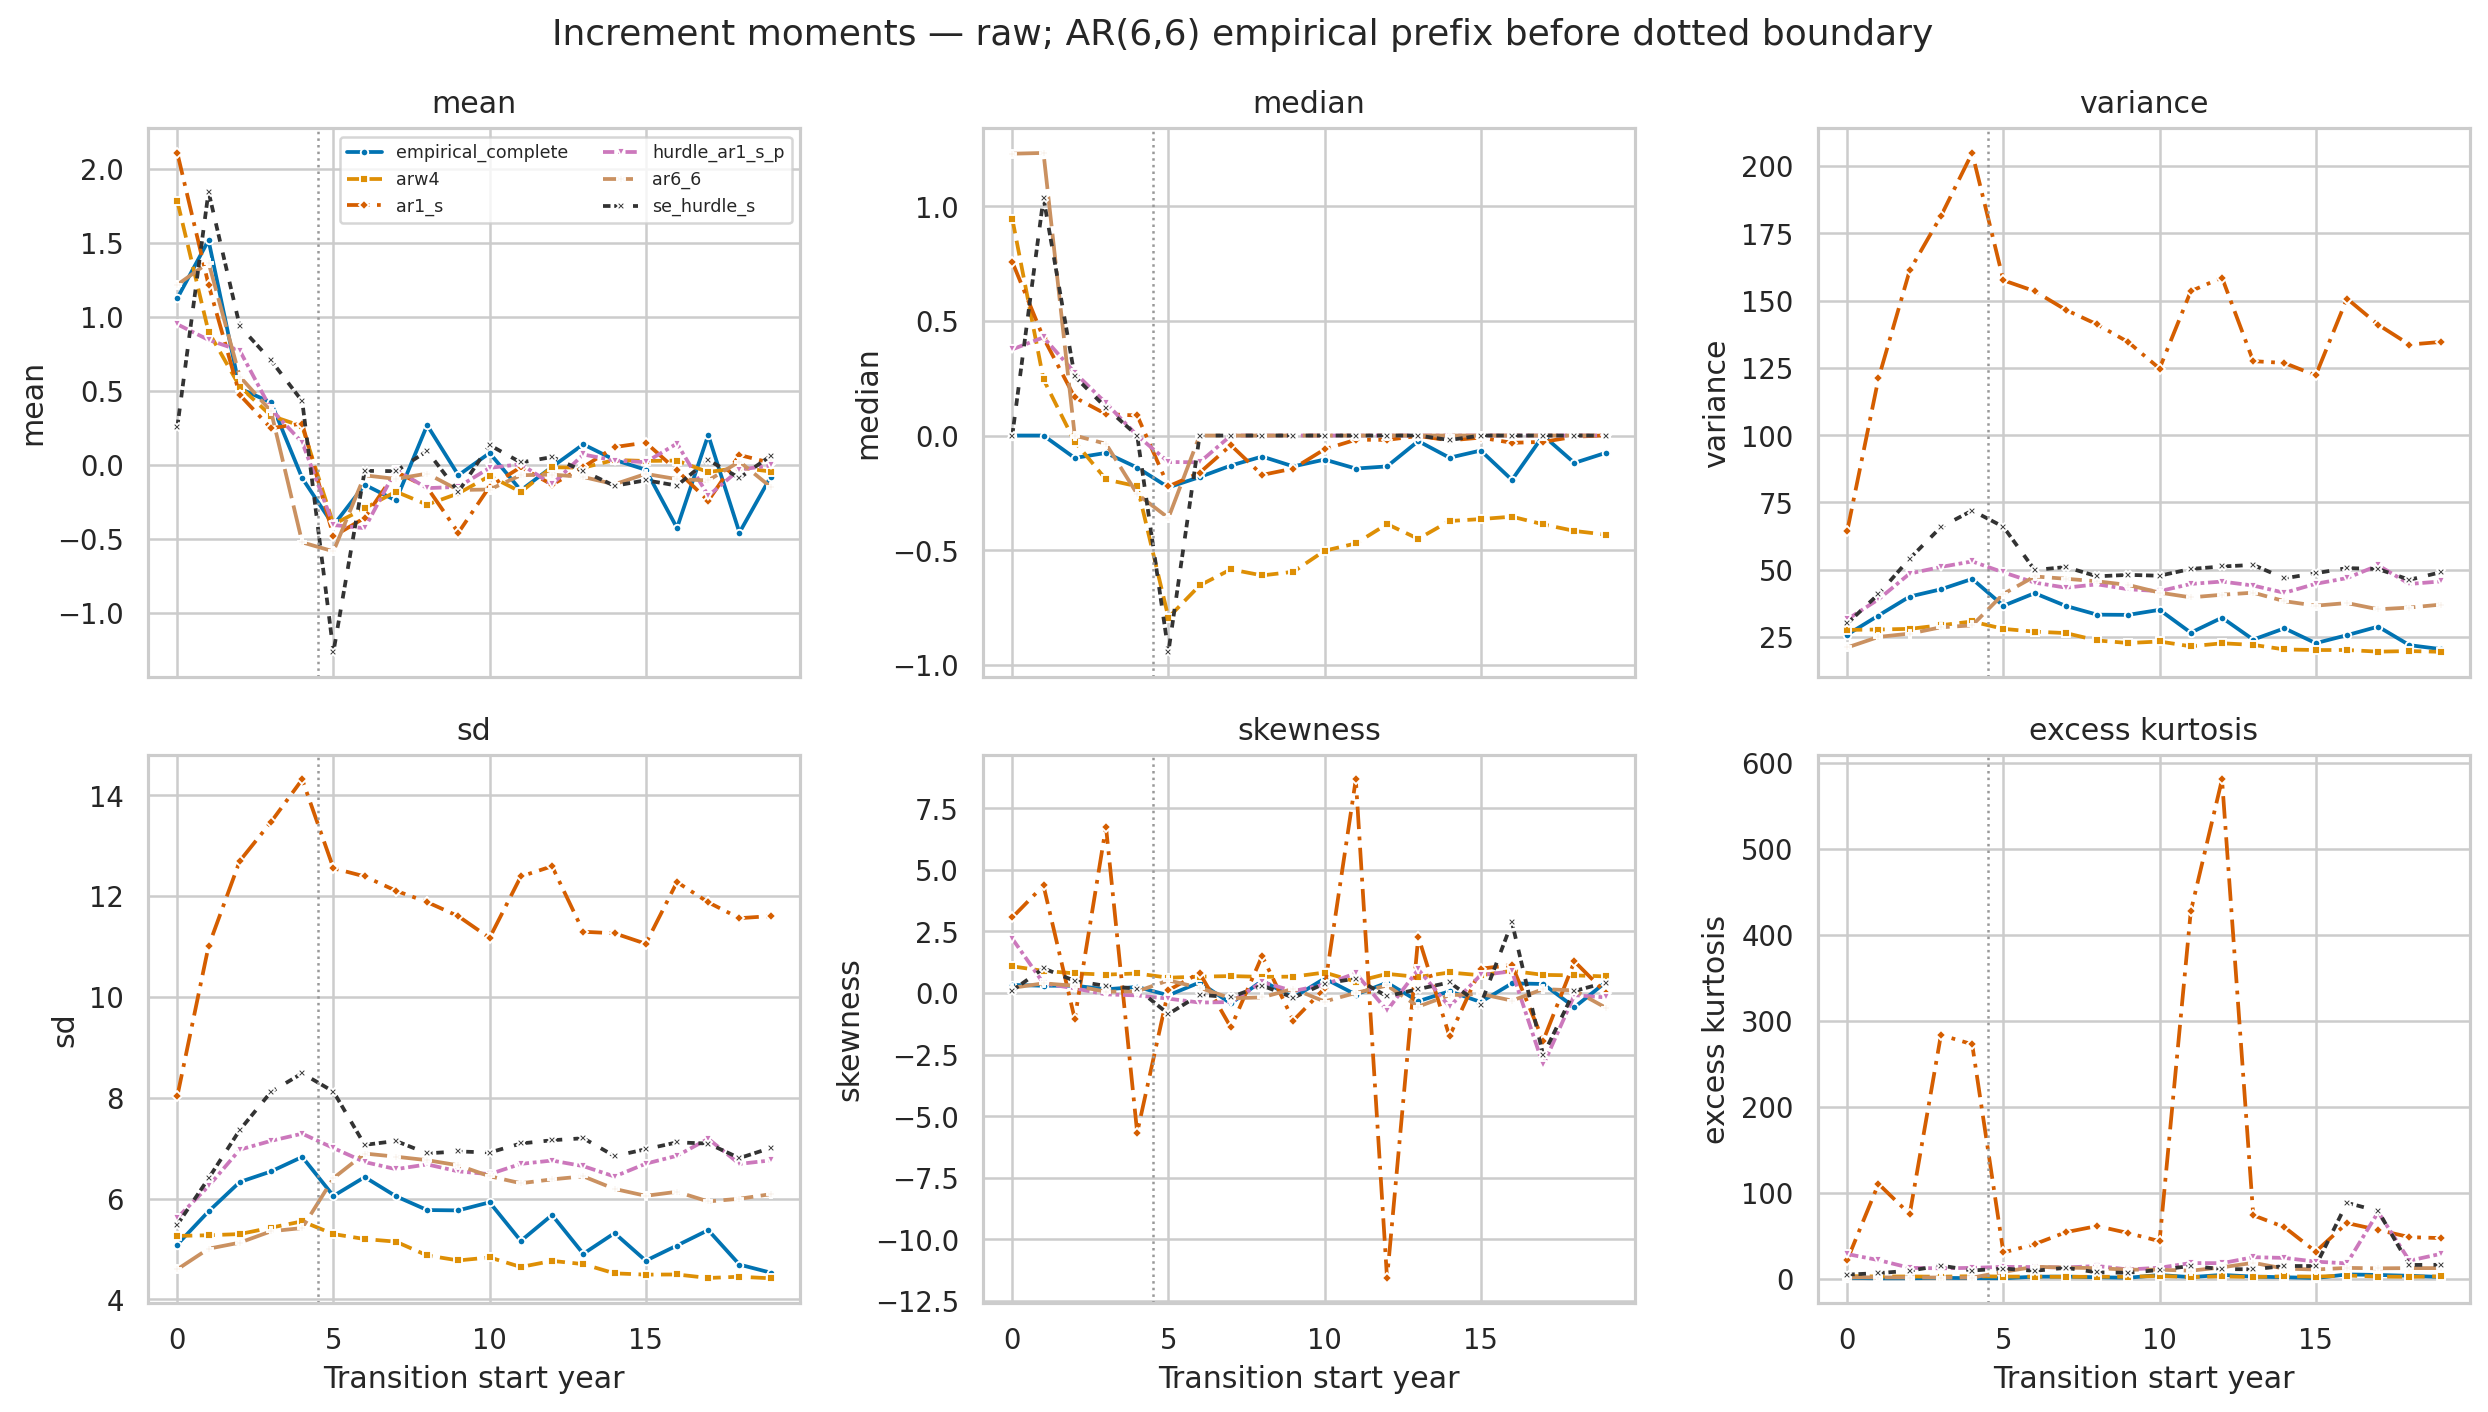 Increment moments — raw; AR(6,6) empirical prefix before dotted boundary
mean
mean
2.0
1.5
1.0
0.5
0.0
−0.5
−1.0
empirical_complete
arw4
ar1_s
hurdle_ar1_s_p
ar6_6
se_hurdle_s
median
median
1.0
0.5
0.0
−0.5
−1.0
variance
variance
200
175
150
125
100
75
50
25
sd
sd
14
12
10
8
6
4
0
5
10
15
Transition start year
skewness
skewness
7.5
5.0
2.5
0.0
−2.5
−5.0
−7.5
−10.0
−12.5
0
5
10
15
Transition start year
excess kurtosis
excess kurtosis
600
500
400
300
200
100
0
0
5
10
15
Transition start year